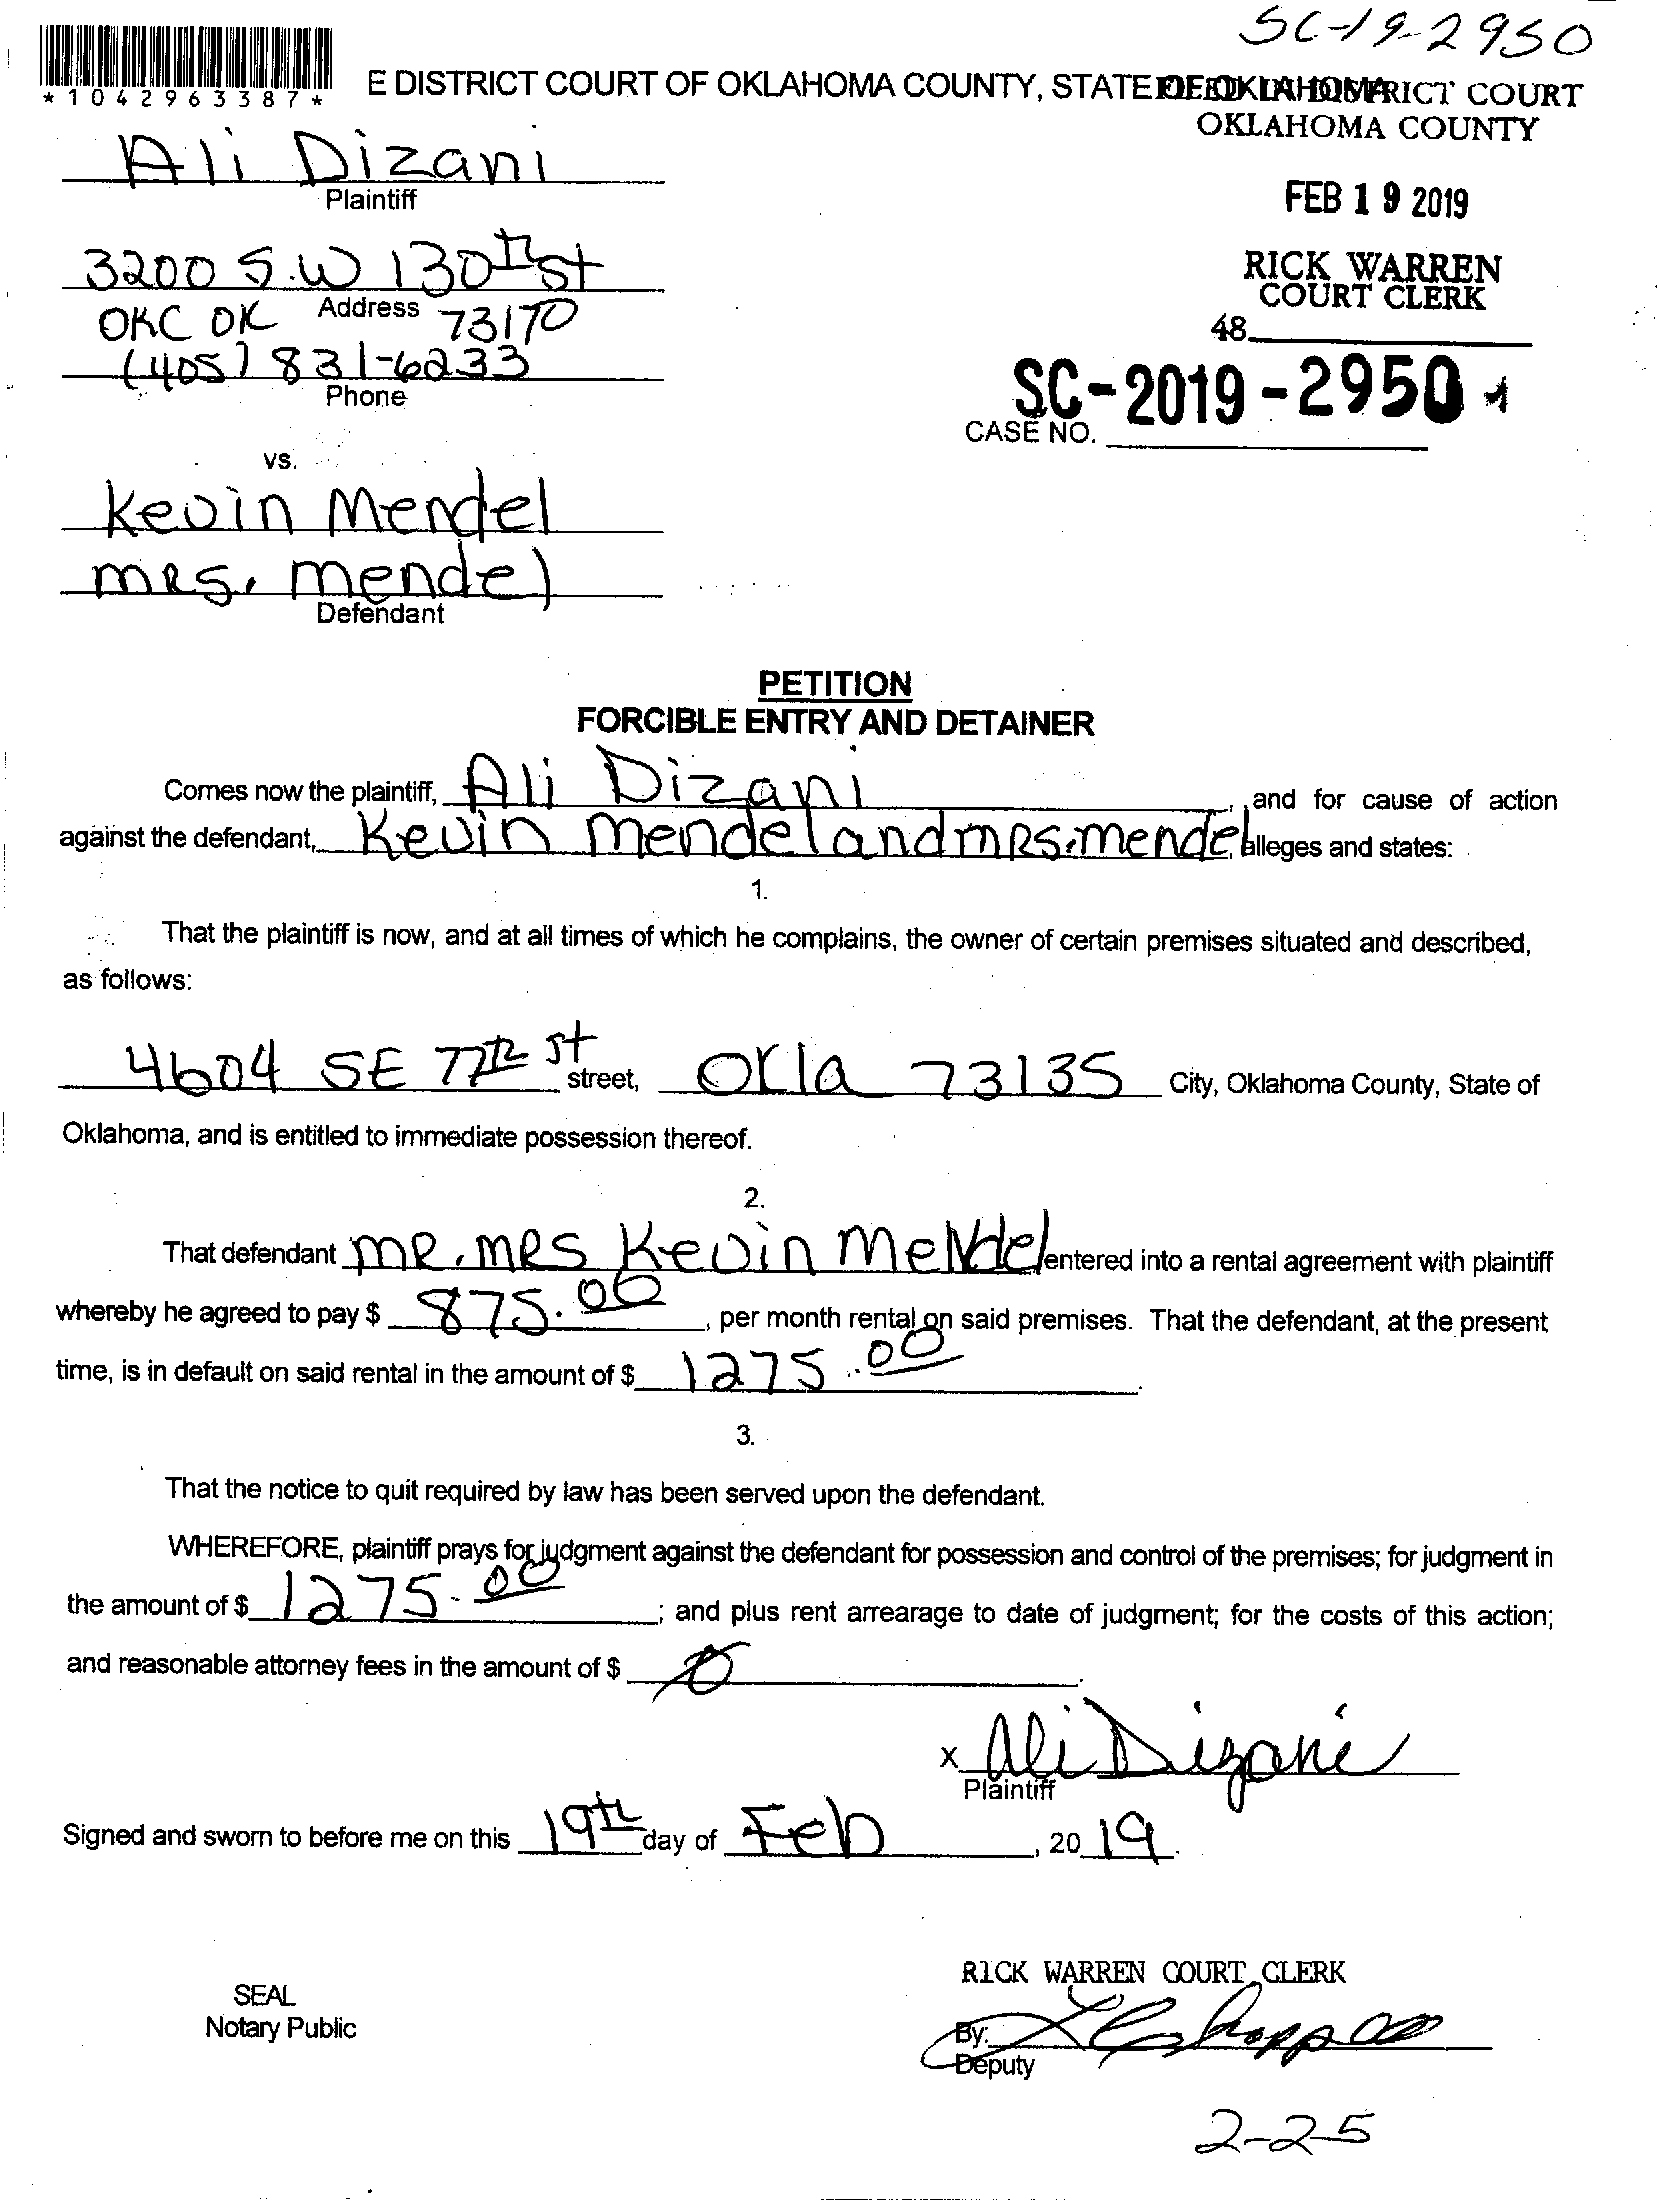 SC-19-2950
*1042963387*
E DISTRICT COURT OF OKLAHOMA COUNTY, STATE OF OKLAHOMA
FILED IN DISTRICT COURT
OKLAHOMA COUNTY
Ali Dizani
Plaintiff
FEB 19 2019
3200 S.W 130th st
Address
RICK WARREN
COURT CLERK
OKC OK 73170
48
(405) 831-6233
Phone
SC-2019-2950
CASE NO.
vs.
Kevin Mendel
mrs. mendel
Defendant
PETITION
FORCIBLE ENTRY AND DETAINER
Comes now the plaintiff, Ali Dizani, and for cause of action
against the defendant, Kevin Mendel and mrs. mendel, alleges and states:
1.
That the plaintiff is now, and at all times of which he complains, the owner of certain premises situated and described,
as follows:
4604 SE 77th st street, Okla 73135 City, Oklahoma County, State of
Oklahoma, and is entitled to immediate possession thereof.
2.
That defendant mr. mrs Kevin Mendel entered into a rental agreement with plaintiff
whereby he agreed to pay $ 875.00, per month rental on said premises. That the defendant, at the present
time, is in default on said rental in the amount of $ 1275.00.
3.
That the notice to quit required by law has been served upon the defendant.
WHEREFORE, plaintiff prays for judgment against the defendant for possession and control of the premises; for judgment in
the amount of $ 1275.00; and plus rent arrearage to date of judgment; for the costs of this action;
and reasonable attorney fees in the amount of $ 0.
x Ali Dizani
Plaintiff
Signed and sworn to before me on this 19th day of Feb, 2019.
RICK WARREN COURT CLERK
SEAL
Notary Public
By:
Deputy
2-25